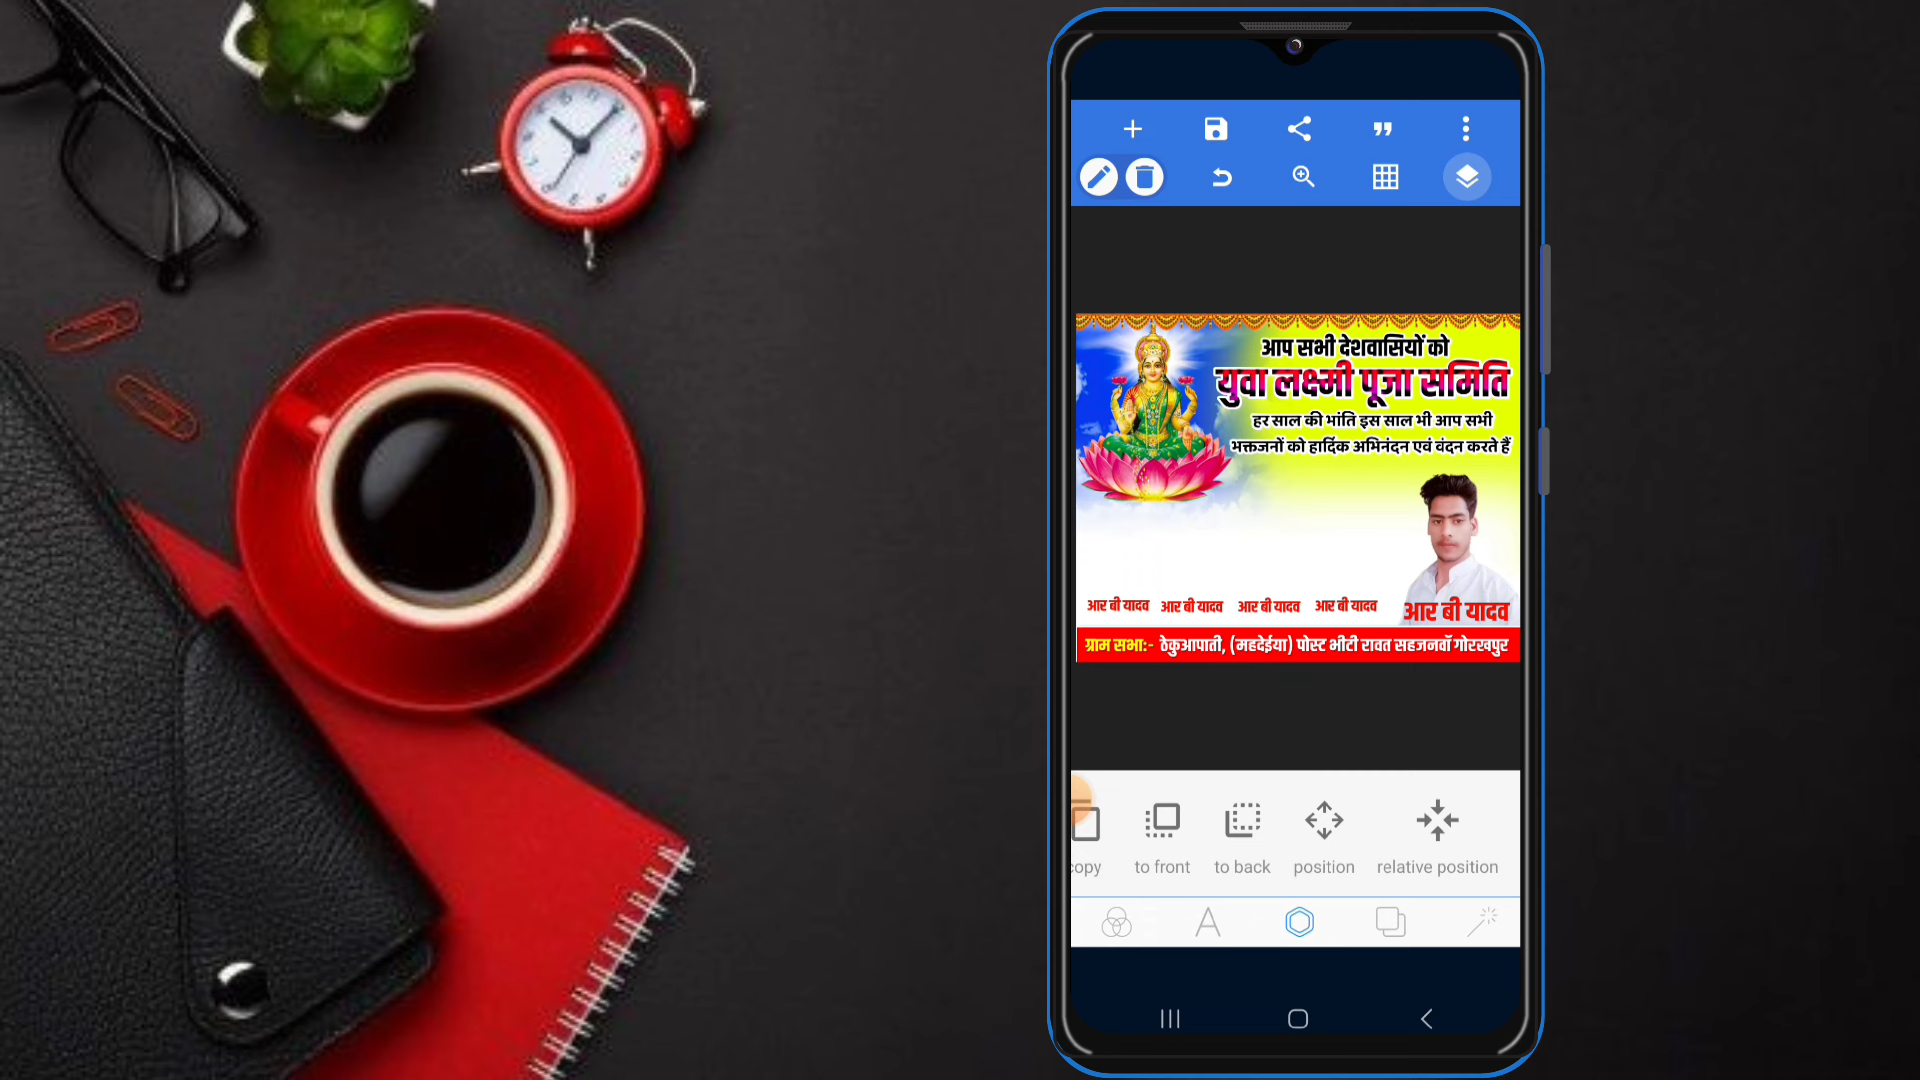 आप सभी देशवासियों को
युवा लक्ष्मी पूजा समिति
हर साल की भांति इस साल भी आप सभी
भक्तजनों को हार्दिक अभिनंदन एवं वंदन करते हैं
आर बी यादव आर बी यादव आर बी यादव आर बी यादव आर बी यादव
ग्राम सभा:- ठेकुआपाती, (महदेईया) पोस्ट भीटी रावत सहजनवॉ गोरखपुर
copy to front to back position relative position